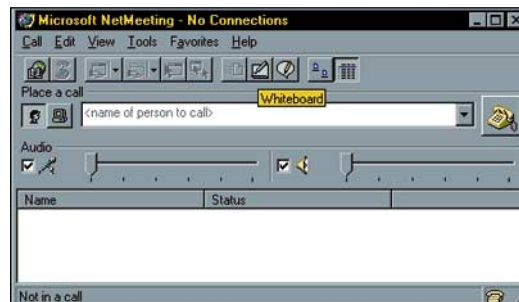 Microsoft NetMeeting - No Connections
Call Edit View Tools Favorites Help
Place a call
Whiteboard
<name of person to call>
Audio
Name Status
Not in a call